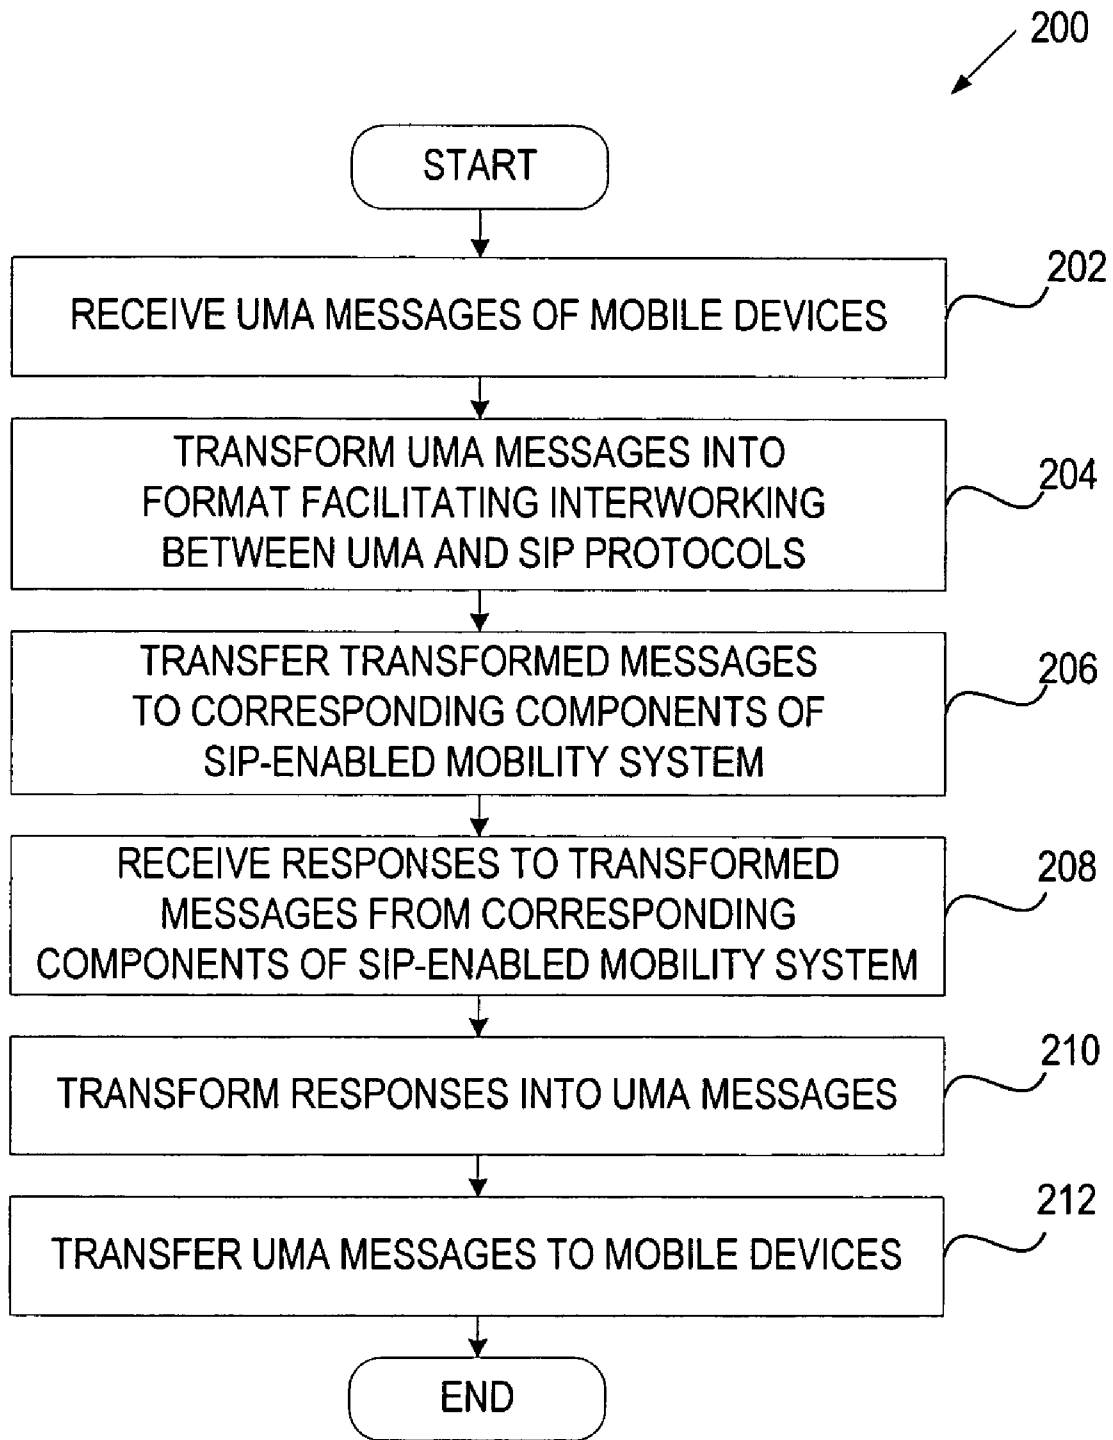 200
START
RECEIVE UMA MESSAGES OF MOBILE DEVICES
202
TRANSFORM UMA MESSAGES INTO
FORMAT FACILITATING INTERWORKING
BETWEEN UMA AND SIP PROTOCOLS
204
TRANSFER TRANSFORMED MESSAGES
TO CORRESPONDING COMPONENTS OF
SIP-ENABLED MOBILITY SYSTEM
206
RECEIVE RESPONSES TO TRANSFORMED
MESSAGES FROM CORRESPONDING
COMPONENTS OF SIP-ENABLED MOBILITY SYSTEM
208
TRANSFORM RESPONSES INTO UMA MESSAGES
210
TRANSFER UMA MESSAGES TO MOBILE DEVICES
212
END